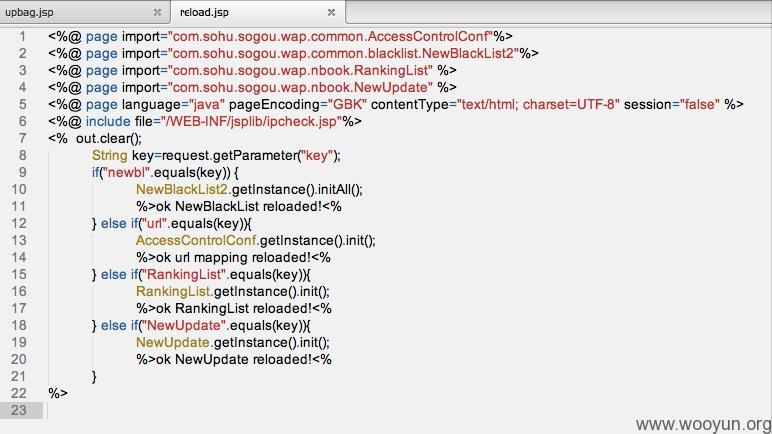 upbag.jsp × reload.jsp ×
1 <%@ page import="com.sohu.sogou.wap.common.AccessControlConf"%>
2 <%@ page import="com.sohu.sogou.wap.common.blacklist.NewBlackList2"%>
3 <%@ page import="com.sohu.sogou.wap.nbook.RankingList" %>
4 <%@ page import="com.sohu.sogou.wap.nbook.NewUpdate" %>
5 <%@ page language="java" pageEncoding="GBK" contentType="text/html; charset=UTF-8" session="false" %>
6 <%@ include file="/WEB-INF/jsplib/ipcheck.jsp"%>
7 <% out.clear();
8 String key=request.getParameter("key");
9 if("newbl".equals(key)) {
10 NewBlackList2.getInstance().initAll();
11 %>ok NewBlackList reloaded!<%
12 } else if("url".equals(key)){
13 AccessControlConf.getInstance().init();
14 %>ok url mapping reloaded!<%
15 } else if("RankingList".equals(key)){
16 RankingList.getInstance().init();
17 %>ok RankingList reloaded!<%
18 } else if("NewUpdate".equals(key)){
19 NewUpdate.getInstance().init();
20 %>ok NewUpdate reloaded!<%
21 }
22 %>
23
www.wooyun.org